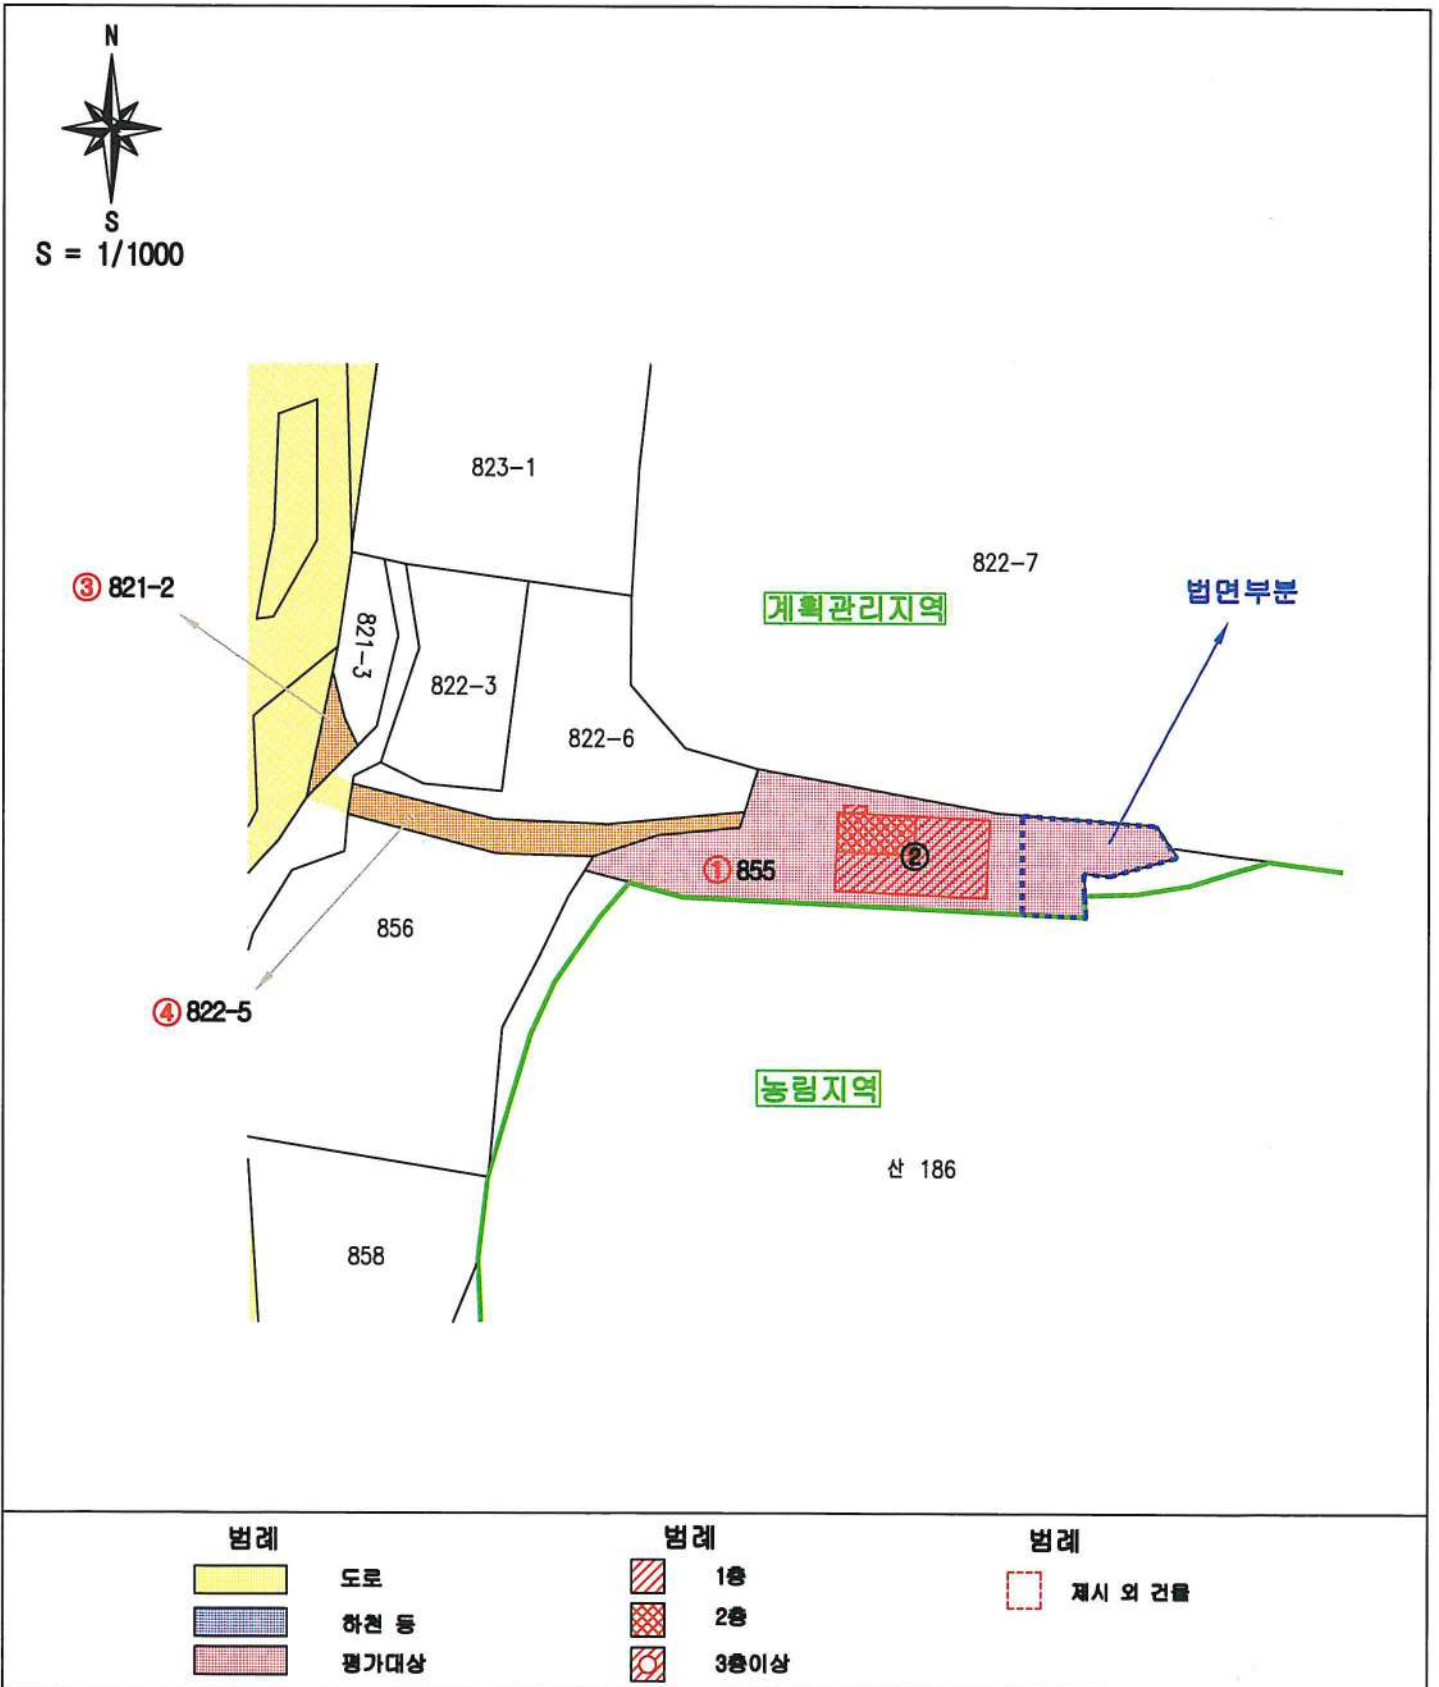 N
S
S = 1/1000
823-1
822-7
③ 821-2
계획관리지역
법면부분
821-3
822-3
822-6
① 855
②
856
④ 822-5
농림지역
산 186
858
범례
도로
하천 등
평가대상
범례
1층
2층
3층이상
범례
제시 외 건물